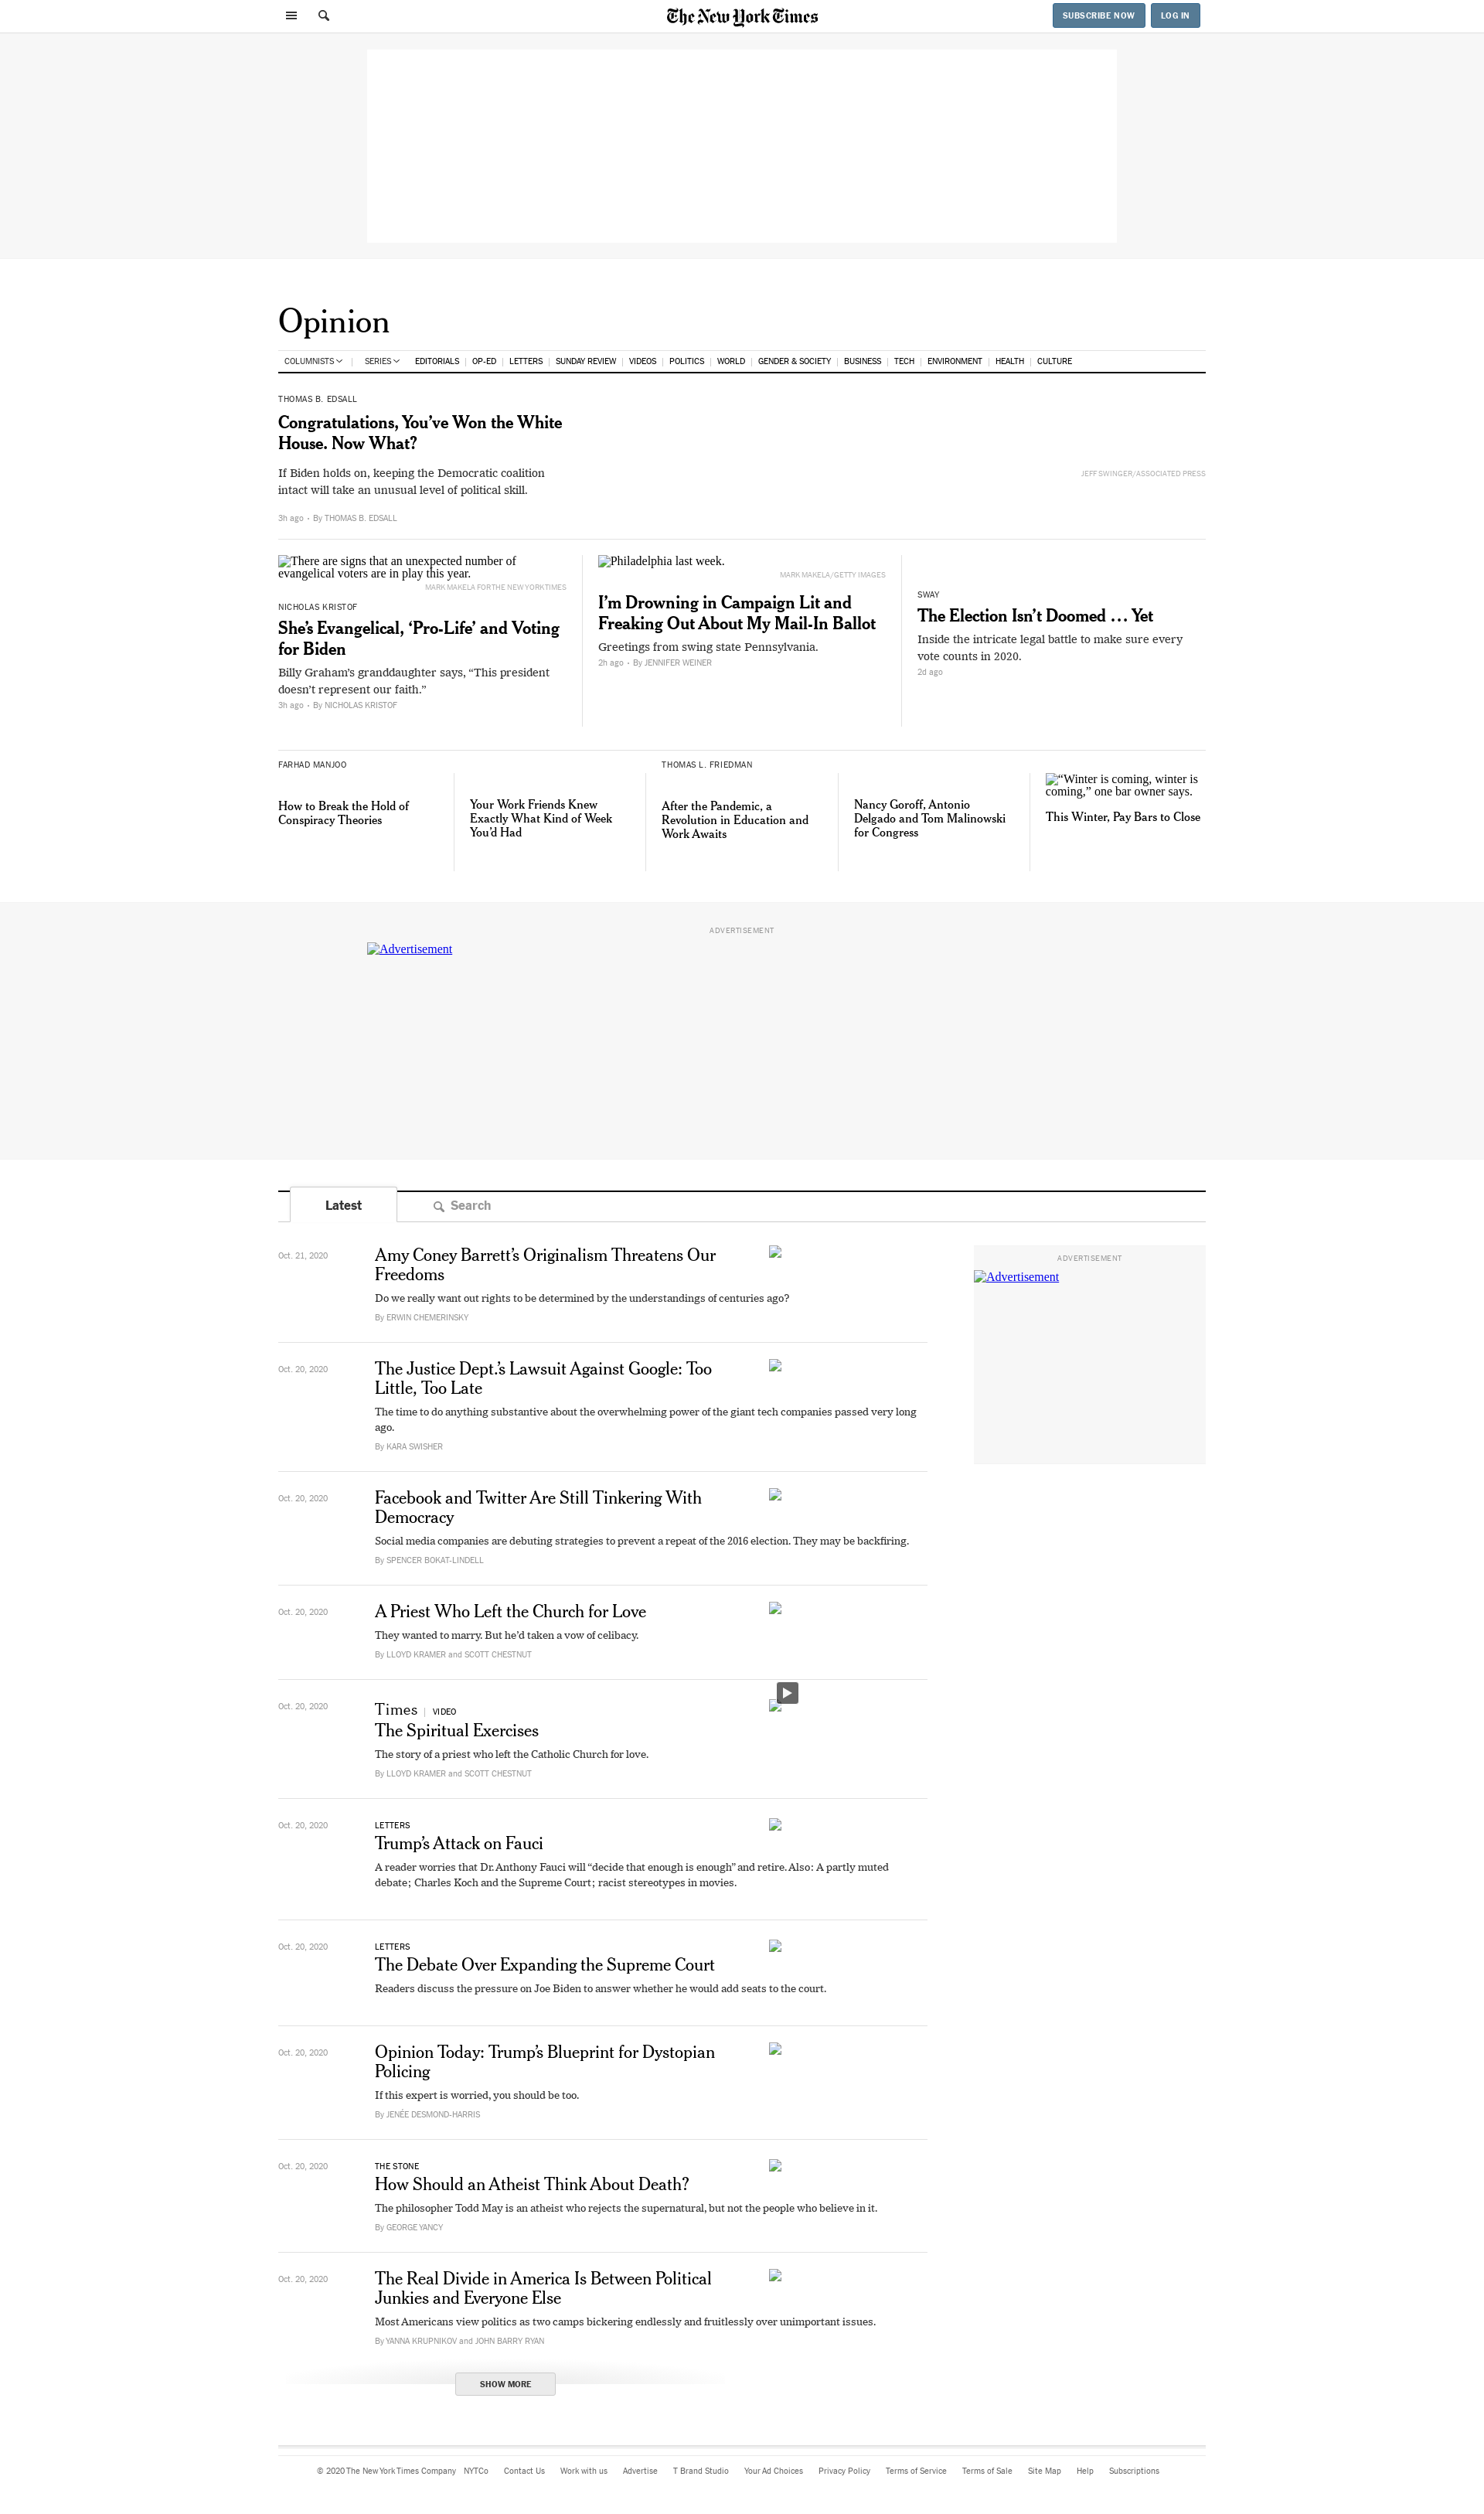 The New York Times
SUBSCRIBE NOW
LOG IN
Opinion
COLUMNISTS SERIES EDITORIALS OP-ED LETTERS SUNDAY REVIEW VIDEOS POLITICS WORLD GENDER & SOCIETY BUSINESS TECH ENVIRONMENT HEALTH CULTURE
THOMAS B. EDSALL
Congratulations, You’ve Won the White
House. Now What?
If Biden holds on, keeping the Democratic coalition
intact will take an unusual level of political skill.
3h ago • By THOMAS B. EDSALL
JEFF SWINGER/ASSOCIATED PRESS
There are signs that an unexpected number of
evangelical voters are in play this year.
MARK MAKELA FOR THE NEW YORK TIMES
NICHOLAS KRISTOF
She’s Evangelical, ‘Pro-Life’ and Voting
for Biden
Billy Graham’s granddaughter says, “This president
doesn’t represent our faith.”
3h ago • By NICHOLAS KRISTOF
Philadelphia last week.
MARK MAKELA/GETTY IMAGES
I’m Drowning in Campaign Lit and
Freaking Out About My Mail-In Ballot
Greetings from swing state Pennsylvania.
2h ago • By JENNIFER WEINER
SWAY
The Election Isn’t Doomed … Yet
Inside the intricate legal battle to make sure every
vote counts in 2020.
2d ago
FARHAD MANJOO
How to Break the Hold of
Conspiracy Theories
Your Work Friends Knew
Exactly What Kind of Week
You’d Had
THOMAS L. FRIEDMAN
After the Pandemic, a
Revolution in Education and
Work Awaits
Nancy Goroff, Antonio
Delgado and Tom Malinowski
for Congress
“Winter is coming, winter is
coming,” one bar owner says.
This Winter, Pay Bars to Close
ADVERTISEMENT
Advertisement
Latest
Search
Oct. 21, 2020
Amy Coney Barrett’s Originalism Threatens Our
Freedoms
Do we really want out rights to be determined by the understandings of centuries ago?
By ERWIN CHEMERINSKY
ADVERTISEMENT
Advertisement
Oct. 20, 2020
The Justice Dept.’s Lawsuit Against Google: Too
Little, Too Late
The time to do anything substantive about the overwhelming power of the giant tech companies passed very long
ago.
By KARA SWISHER
Oct. 20, 2020
Facebook and Twitter Are Still Tinkering With
Democracy
Social media companies are debuting strategies to prevent a repeat of the 2016 election. They may be backfiring.
By SPENCER BOKAT-LINDELL
Oct. 20, 2020
A Priest Who Left the Church for Love
They wanted to marry. But he’d taken a vow of celibacy.
By LLOYD KRAMER and SCOTT CHESTNUT
Oct. 20, 2020
Times | VIDEO
The Spiritual Exercises
The story of a priest who left the Catholic Church for love.
By LLOYD KRAMER and SCOTT CHESTNUT
Oct. 20, 2020
LETTERS
Trump’s Attack on Fauci
A reader worries that Dr. Anthony Fauci will “decide that enough is enough” and retire. Also: A partly muted
debate; Charles Koch and the Supreme Court; racist stereotypes in movies.
Oct. 20, 2020
LETTERS
The Debate Over Expanding the Supreme Court
Readers discuss the pressure on Joe Biden to answer whether he would add seats to the court.
Oct. 20, 2020
Opinion Today: Trump’s Blueprint for Dystopian
Policing
If this expert is worried, you should be too.
By JENÉE DESMOND-HARRIS
Oct. 20, 2020
THE STONE
How Should an Atheist Think About Death?
The philosopher Todd May is an atheist who rejects the supernatural, but not the people who believe in it.
By GEORGE YANCY
Oct. 20, 2020
The Real Divide in America Is Between Political
Junkies and Everyone Else
Most Americans view politics as two camps bickering endlessly and fruitlessly over unimportant issues.
By YANNA KRUPNIKOV and JOHN BARRY RYAN
SHOW MORE
© 2020 The New York Times Company NYTCo Contact Us Work with us Advertise T Brand Studio Your Ad Choices Privacy Policy Terms of Service Terms of Sale Site Map Help Subscriptions